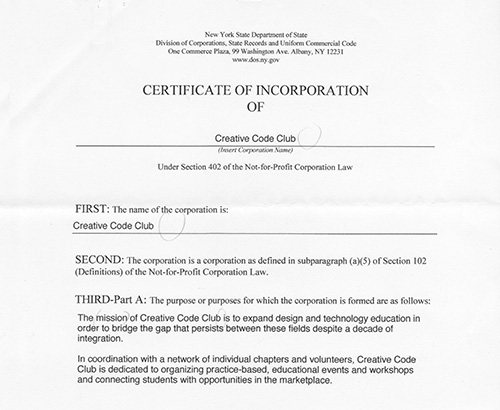 New York State Department of State
Division of Corporations, State Records and Uniform Commercial Code
One Commerce Plaza, 99 Washington Ave. Albany, NY 12231
www.dos.ny.gov
CERTIFICATE OF INCORPORATION
OF
Creative Code Club
(Insert Corporation Name)
Under Section 402 of the Not-for-Profit Corporation Law
FIRST: The name of the corporation is:
Creative Code Club
SECOND: The corporation is a corporation as defined in subparagraph (a)(5) of Section 102
(Definitions) of the Not-for-Profit Corporation Law.
THIRD-Part A: The purpose or purposes for which the corporation is formed are as follows:
The mission of Creative Code Club is to expand design and technology education in
order to bridge the gap that persists between these fields despite a decade of
integration.
In coordination with a network of individual chapters and volunteers, Creative Code
Club is dedicated to organizing practice-based, educational events and workshops
and connecting students with opportunities in the marketplace.